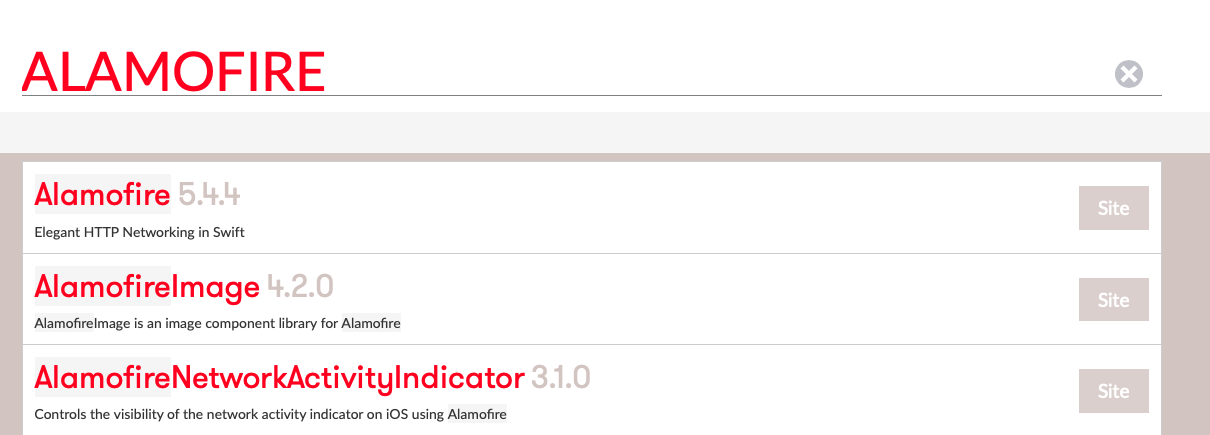 ALAMOFIRE
Alamofire 5.4.4
Site
Elegant HTTP Networking in Swift
AlamofireImage 4.2.0
Site
AlamofireImage is an image component library for Alamofire
AlamofireNetworkActivityIndicator 3.1.0
Site
Controls the visibility of the network activity indicator on iOS using Alamofire